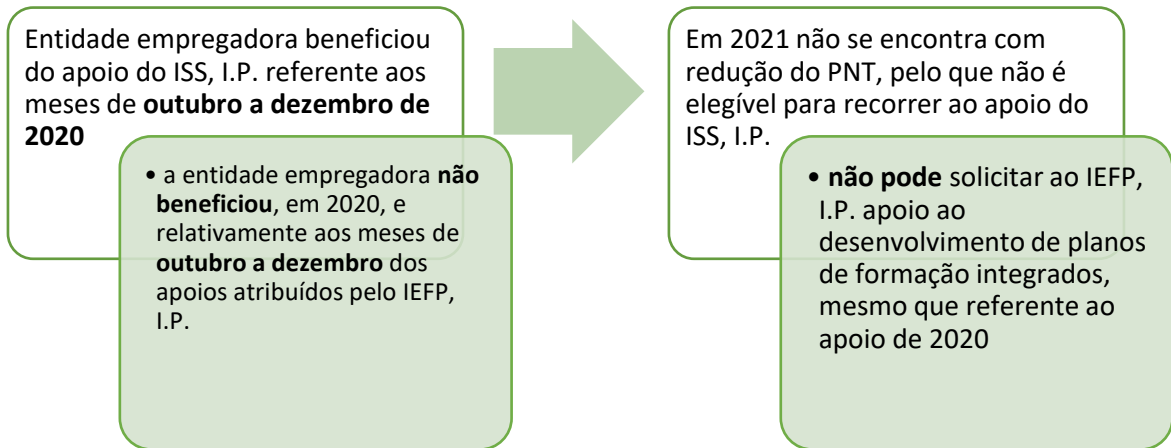 Entidade empregadora beneficiou
do apoio do ISS, I.P. referente aos
meses de outubro a dezembro de
2020
• a entidade empregadora não
beneficiou, em 2020, e
relativamente aos meses de
outubro a dezembro dos
apoios atribuídos pelo IEFP,
I.P.
Em 2021 não se encontra com
redução do PNT, pelo que não é
elegível para recorrer ao apoio do
ISS, I.P.
• não pode solicitar ao IEFP,
I.P. apoio ao
desenvolvimento de planos
de formação integrados,
mesmo que referente ao
apoio de 2020